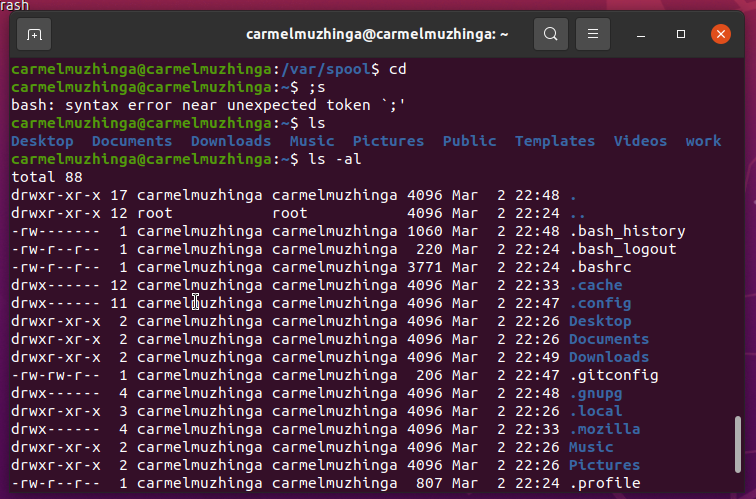 rash
carmelmuzhinga@carmelmuzhinga: ~
carmelmuzhinga@carmelmuzhinga:/var/spool$ cd
carmelmuzhinga@carmelmuzhinga:~$ ;s
bash: syntax error near unexpected token `;'
carmelmuzhinga@carmelmuzhinga:~$ ls
Desktop  Documents  Downloads  Music  Pictures  Public  Templates  Videos  work
carmelmuzhinga@carmelmuzhinga:~$ ls -al
total 88
drwxr-xr-x 17 carmelmuzhinga carmelmuzhinga 4096 Mar  2 22:48 .
drwxr-xr-x 12 root           root           4096 Mar  2 22:24 ..
-rw-------  1 carmelmuzhinga carmelmuzhinga 1060 Mar  2 22:48 .bash_history
-rw-r--r--  1 carmelmuzhinga carmelmuzhinga  220 Mar  2 22:24 .bash_logout
-rw-r--r--  1 carmelmuzhinga carmelmuzhinga 3771 Mar  2 22:24 .bashrc
drwx------ 12 carmelmuzhinga carmelmuzhinga 4096 Mar  2 22:33 .cache
drwx------ 11 carmelmuzhinga carmelmuzhinga 4096 Mar  2 22:47 .config
drwxr-xr-x  2 carmelmuzhinga carmelmuzhinga 4096 Mar  2 22:26 Desktop
drwxr-xr-x  2 carmelmuzhinga carmelmuzhinga 4096 Mar  2 22:26 Documents
drwxr-xr-x  2 carmelmuzhinga carmelmuzhinga 4096 Mar  2 22:49 Downloads
-rw-rw-r--  1 carmelmuzhinga carmelmuzhinga  206 Mar  2 22:47 .gitconfig
drwx------  4 carmelmuzhinga carmelmuzhinga 4096 Mar  2 22:48 .gnupg
drwxr-xr-x  3 carmelmuzhinga carmelmuzhinga 4096 Mar  2 22:26 .local
drwx------  4 carmelmuzhinga carmelmuzhinga 4096 Mar  2 22:33 .mozilla
drwxr-xr-x  2 carmelmuzhinga carmelmuzhinga 4096 Mar  2 22:26 Music
drwxr-xr-x  2 carmelmuzhinga carmelmuzhinga 4096 Mar  2 22:26 Pictures
-rw-r--r--  1 carmelmuzhinga carmelmuzhinga  807 Mar  2 22:24 .profile